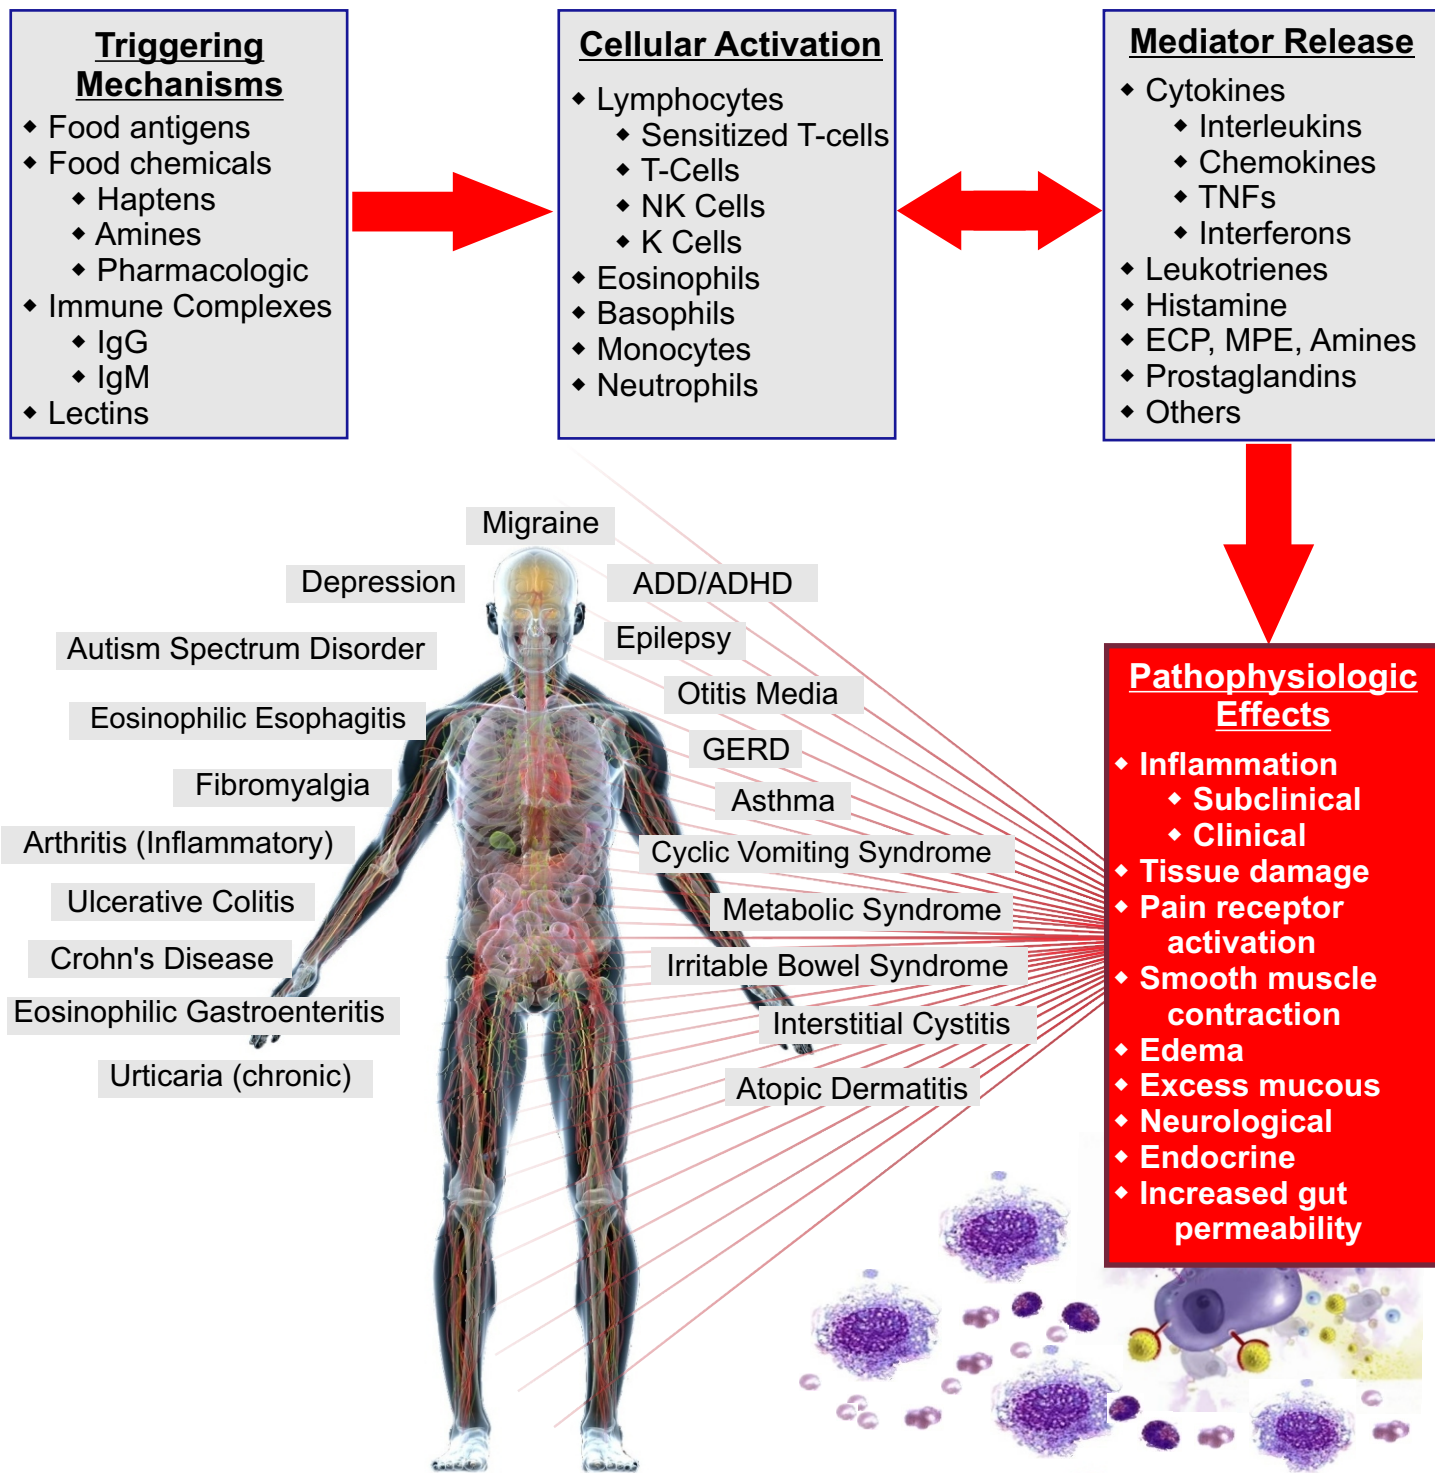 Triggering
Mechanisms
◆ Food antigens
◆ Food chemicals
◆ Haptens
◆ Amines
◆ Pharmacologic
◆ Immune Complexes
◆ IgG
◆ IgM
◆ Lectins
Cellular Activation
◆ Lymphocytes
◆ Sensitized T-cells
◆ T-Cells
◆ NK Cells
◆ K Cells
◆ Eosinophils
◆ Basophils
◆ Monocytes
◆ Neutrophils
Mediator Release
◆ Cytokines
◆ Interleukins
◆ Chemokines
◆ TNFs
◆ Interferons
◆ Leukotrienes
◆ Histamine
◆ ECP, MPE, Amines
◆ Prostaglandins
◆ Others
Migraine
Depression
ADD/ADHD
Autism Spectrum Disorder
Epilepsy
Eosinophilic Esophagitis
Otitis Media
Fibromyalgia
GERD
Arthritis (Inflammatory)
Asthma
Ulcerative Colitis
Cyclic Vomiting Syndrome
Crohn's Disease
Metabolic Syndrome
Eosinophilic Gastroenteritis
Irritable Bowel Syndrome
Urticaria (chronic)
Interstitial Cystitis
Atopic Dermatitis
Pathophysiologic
Effects
◆ Inflammation
◆ Subclinical
◆ Clinical
◆ Tissue damage
◆ Pain receptor
activation
◆ Smooth muscle
contraction
◆ Edema
◆ Excess mucous
◆ Neurological
◆ Endocrine
◆ Increased gut
permeability